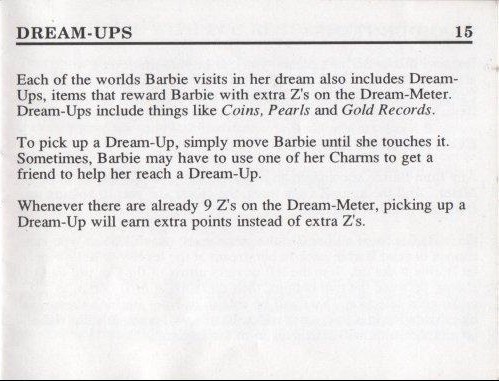 DREAM-UPS 15
Each of the worlds Barbie visits in her dream also includes Dream-
Ups, items that reward Barbie with extra Z's on the Dream-Meter.
Dream-Ups include things like Coins, Pearls and Gold Records.
To pick up a Dream-Up, simply move Barbie until she touches it.
Sometimes, Barbie may have to use one of her Charms to get a
friend to help her reach a Dream-Up.
Whenever there are already 9 Z's on the Dream-Meter, picking up a
Dream-Up will earn extra points instead of extra Z's.